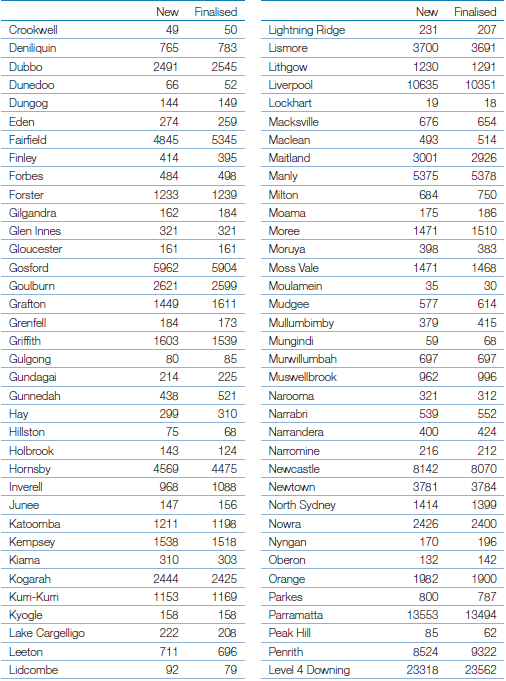 New Finalised
Crookwell 49 50
Deniliquin 765 783
Dubbo 2491 2545
Dunedoo 66 52
Dungog 144 149
Eden 274 259
Fairfield 4845 5345
Finley 414 395
Forbes 484 498
Forster 1233 1239
Gilgandra 162 184
Glen Innes 321 321
Gloucester 161 161
Gosford 5962 5904
Goulburn 2621 2599
Grafton 1449 1611
Grenfell 184 173
Griffith 1603 1539
Gulgong 80 85
Gundagai 214 225
Gunnedah 438 521
Hay 299 310
Hillston 75 68
Holbrook 143 124
Hornsby 4569 4475
Inverell 968 1088
Junee 147 156
Katoomba 1211 1198
Kempsey 1538 1518
Kiama 310 303
Kogarah 2444 2425
Kurri-Kurri 1153 1169
Kyogle 158 158
Lake Cargelligo 222 208
Leeton 711 696
Lidcombe 92 79
New Finalised
Lightning Ridge 231 207
Lismore 3700 3691
Lithgow 1230 1291
Liverpool 10635 10351
Lockhart 19 18
Macksville 676 654
Maclean 493 514
Maitland 3001 2926
Manly 5375 5378
Milton 684 750
Moama 175 186
Moree 1471 1510
Moruya 398 383
Moss Vale 1471 1468
Moulamein 35 30
Mudgee 577 614
Mullumbimby 379 415
Mungindi 59 68
Murwillumbah 697 697
Muswellbrook 962 996
Narooma 321 312
Narrabri 539 552
Narrandera 400 424
Narromine 216 212
Newcastle 8142 8070
Newtown 3781 3784
North Sydney 1414 1399
Nowra 2426 2400
Nyngan 170 196
Oberon 132 142
Orange 1982 1900
Parkes 800 787
Parramatta 13553 13494
Peak Hill 85 62
Penrith 8524 9322
Level 4 Downing 23318 23562